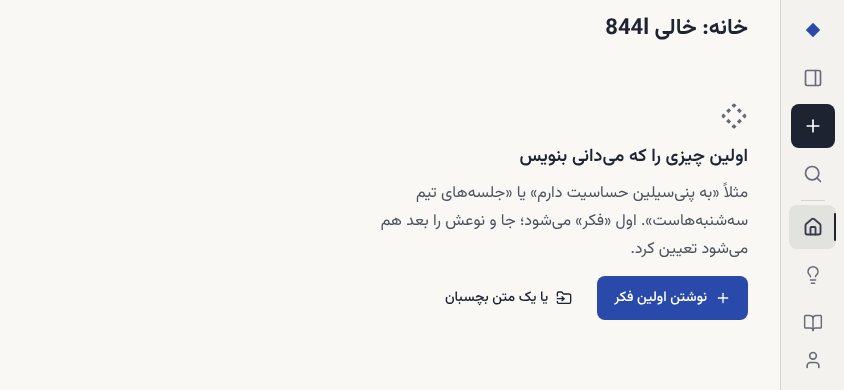 خانه: خالی 844l
اولین چیزی را که می‌دانی بنویس
مثلاً «به پنی‌سیلین حساسیت دارم» یا «جلسه‌های تیم
سه‌شنبه‌هاست». اول «فکر» می‌شود؛ جا و نوعش را بعد هم
می‌شود تعیین کرد.
نوشتن اولین فکر
یا یک متن بچسبان